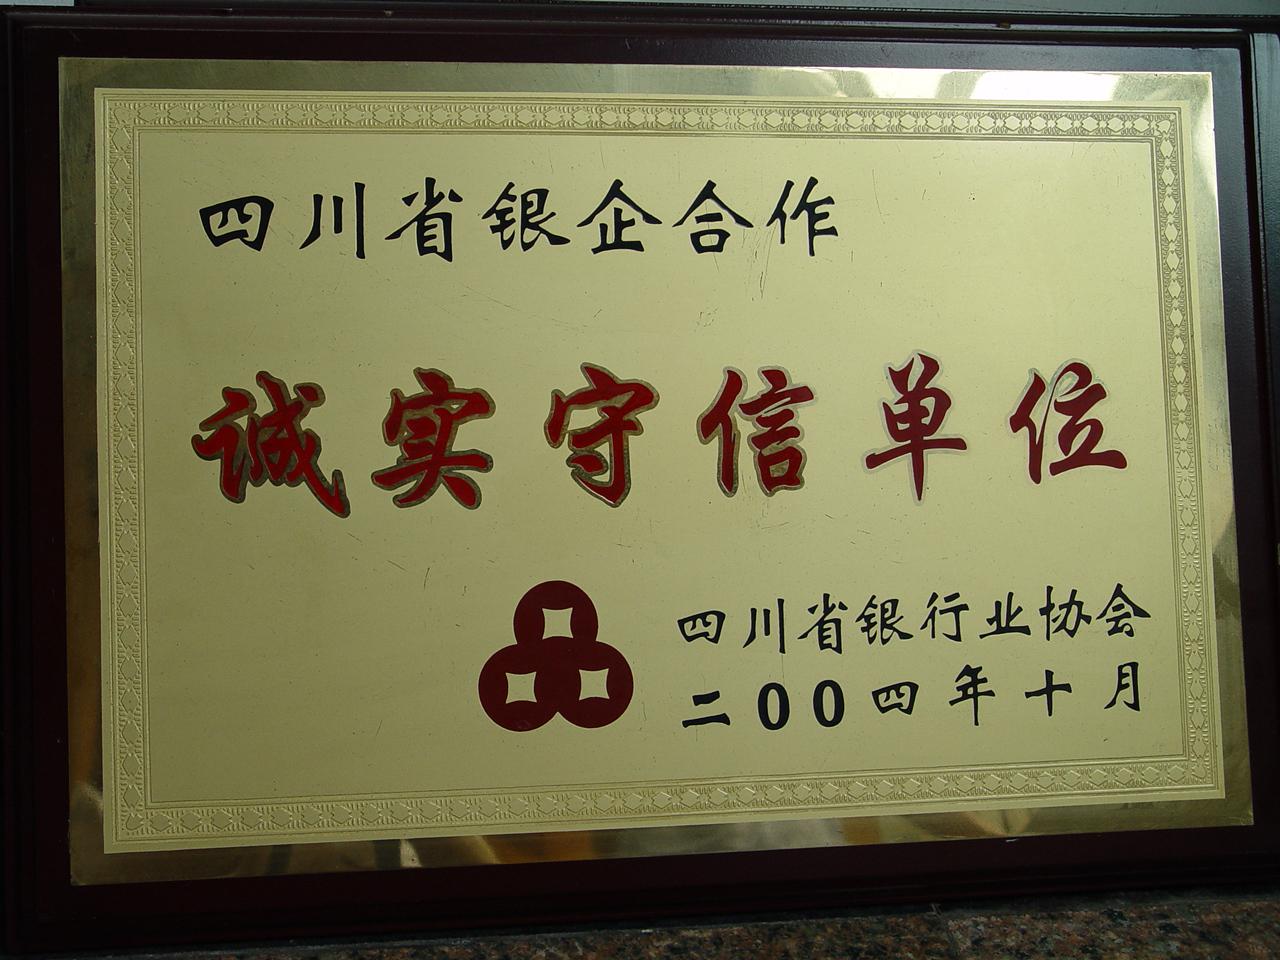 四川省银企合作
诚实守信单位
四川省银行业协会
二00四年十月